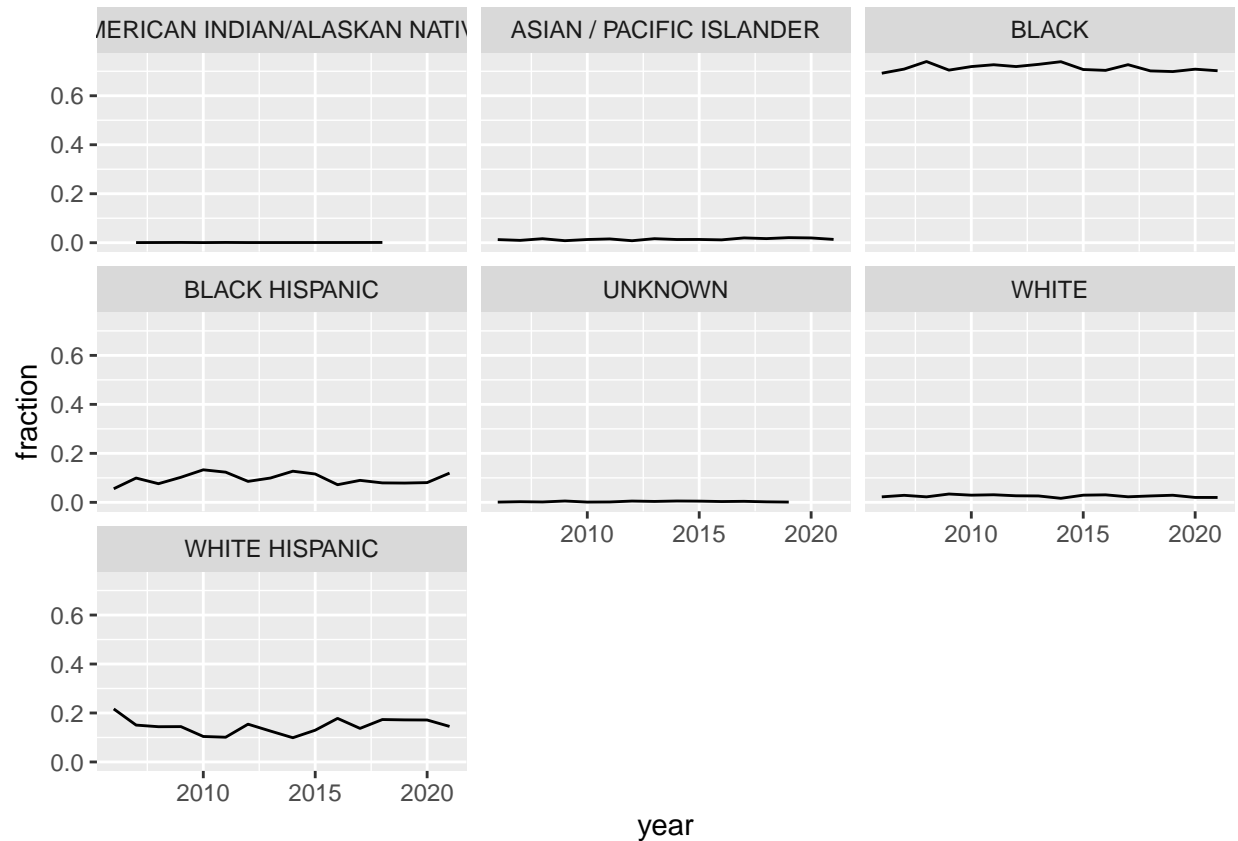 MERICAN INDIAN/ALASKAN NATIV
ASIAN / PACIFIC ISLANDER
BLACK
0.6
0.4
0.2
0.0
BLACK HISPANIC
UNKNOWN
WHITE
0.6
0.4
0.2
0.0
2010 2015 2020
2010 2015 2020
WHITE HISPANIC
0.6
0.4
0.2
0.0
2010 2015 2020
fraction
year